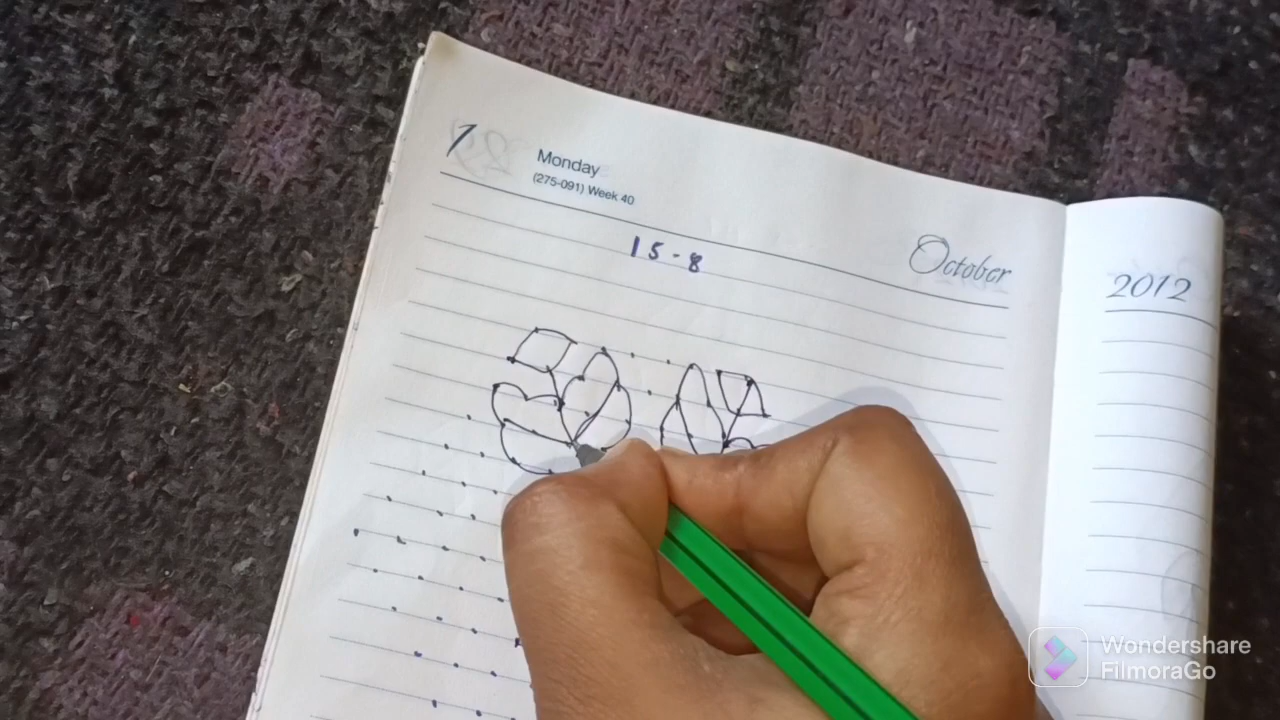 1
Monday
(275-091) Week 40
October
2012
15-8
Wondershare
FilmoraGo